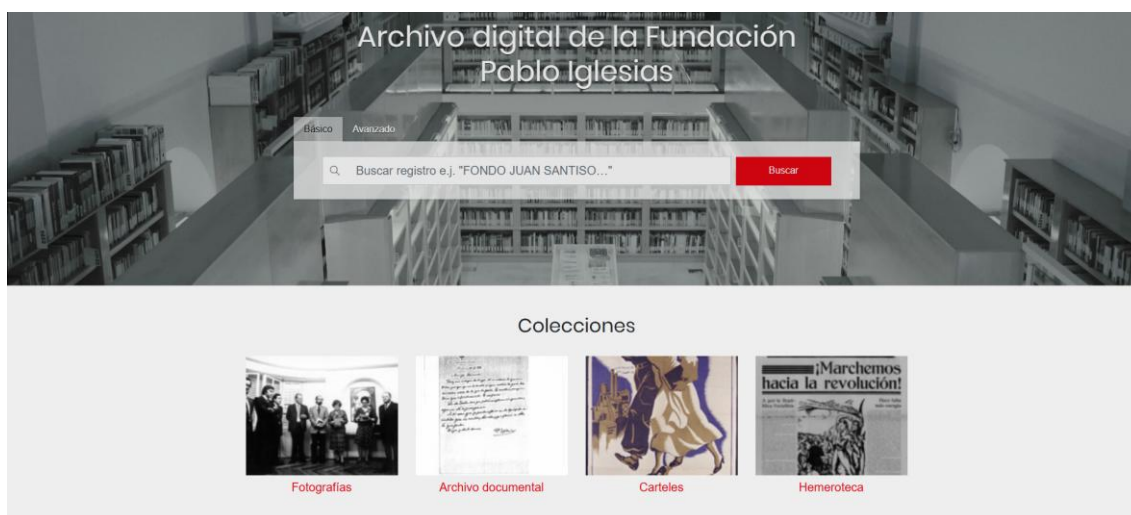 Archivo digital de la Fundación
Pablo Iglesias
Básico Avanzado
Buscar registro e.j. "FONDO JUAN SANTISO..."
Buscar
Colecciones
¡Marchemos
hacia la revolución!
Fotografías
Archivo documental
Carteles
Hemeroteca